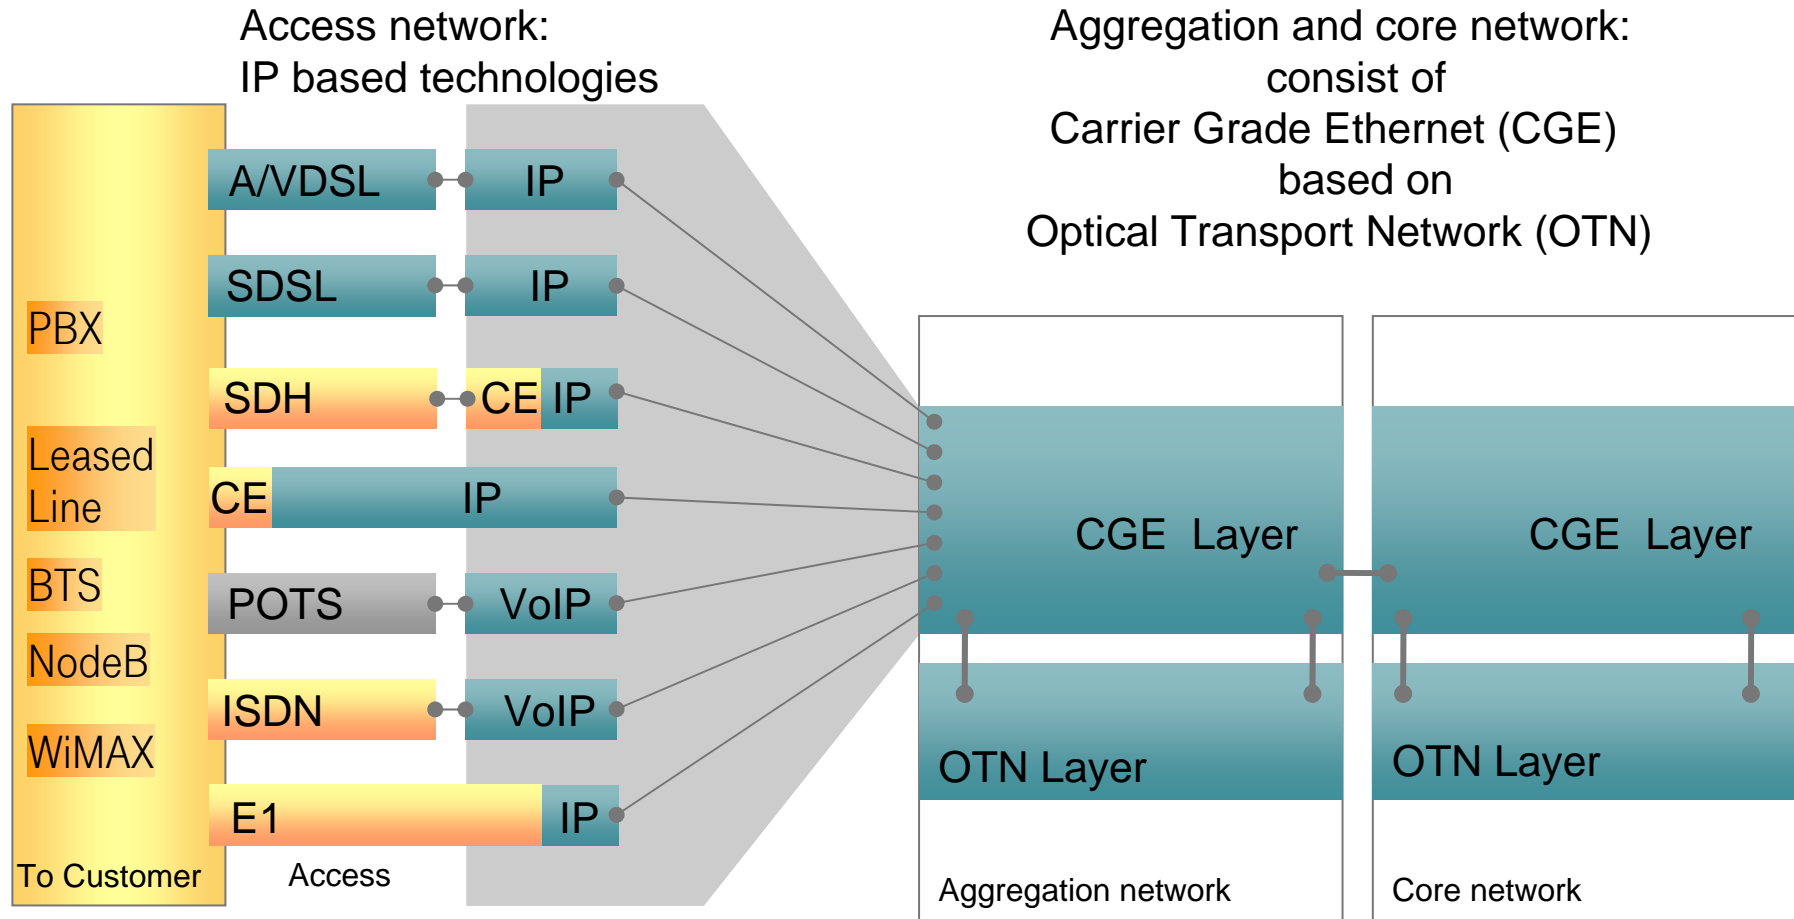 Access network:
IP based technologies
Aggregation and core network:
consist of
Carrier Grade Ethernet (CGE)
based on
Optical Transport Network (OTN)
PBX
Leased
Line
BTS
NodeB
WiMAX
To Customer
A/VDSL IP
SDSL IP
SDH CE IP
CE IP
POTS VoIP
ISDN VoIP
E1 IP
Access
CGE Layer
OTN Layer
Aggregation network
CGE Layer
OTN Layer
Core network